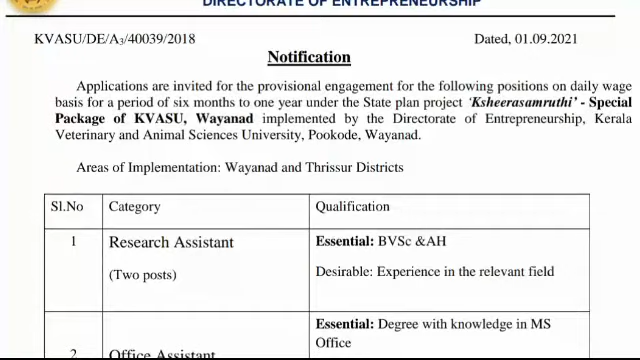 DIRECTORATE OF ENTREPRENEURSHIP
KVASU/DE/A3/40039/2018 Dated, 01.09.2021
Notification
Applications are invited for the provisional engagement for the following positions on daily wage
basis for a period of six months to one year under the State plan project ‘Ksheerasamruthi’ - Special
Package of KVASU, Wayanad implemented by the Directorate of Entrepreneurship, Kerala
Veterinary and Animal Sciences University, Pookode, Wayanad.
Areas of Implementation: Wayanad and Thrissur Districts
Sl.No Category Qualification
1 Research Assistant Essential: BVSc &AH
(Two posts) Desirable: Experience in the relevant field
Essential: Degree with knowledge in MS
Office
2 Office Assistant